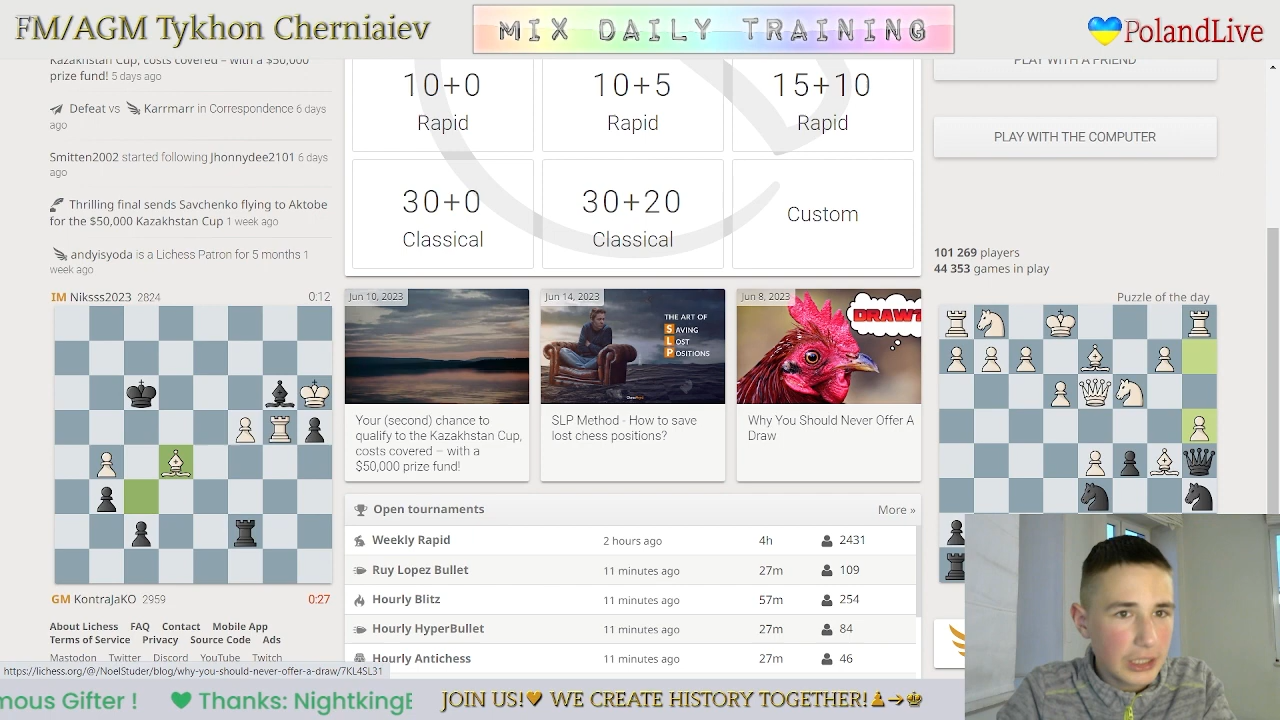 FM/AGM Tykhon Cherniaiev
MIX DAILY TRAINING
PolandLive
Kazakhstan Cup, costs covered – with a $50,000
prize fund! 5 days ago
Defeat vs Karrmarr in Correspondence 6 days
ago
Smitten2002 started following Jhonnydee2101 6 days
ago
Thrilling final sends Savchenko flying to Aktobe
for the $50,000 Kazakhstan Cup 1 week ago
andyisyoda is a Lichess Patron for 5 months 1
week ago
IM Niksss2023 2824 0:12
GM KontraJaKO 2959 0:27
About Lichess FAQ Contact Mobile App
Terms of Service Privacy Source Code Ads
Mastodon Twitter Discord YouTube Twitch
https://lichess.org/@/NoelStuder/blog/why-you-should-never-offer-a-draw/7KL4SL31
10+0
Rapid
10+5
Rapid
15+10
Rapid
30+0
Classical
30+20
Classical
Custom
Jun 10, 2023
Your (second) chance to
qualify to the Kazakhstan Cup,
costs covered – with a
$50,000 prize fund!
Jun 14, 2023
THE ART OF
SAVING
LOST
POSITIONS
SLP Method - How to save
lost chess positions?
Jun 8, 2023
DRAW?
Why You Should Never Offer A
Draw
Open tournaments More »
Weekly Rapid 2 hours ago 4h 2431
Ruy Lopez Bullet 11 minutes ago 27m 109
Hourly Blitz 11 minutes ago 57m 254
Hourly HyperBullet 11 minutes ago 27m 84
Hourly Antichess 11 minutes ago 27m 46
PLAY WITH A FRIEND
PLAY WITH THE COMPUTER
101 269 players
44 353 games in play
Puzzle of the day
mous Gifter !
Thanks: NightkingE
JOIN US!♥ WE CREATE HISTORY TOGETHER!♟→♚